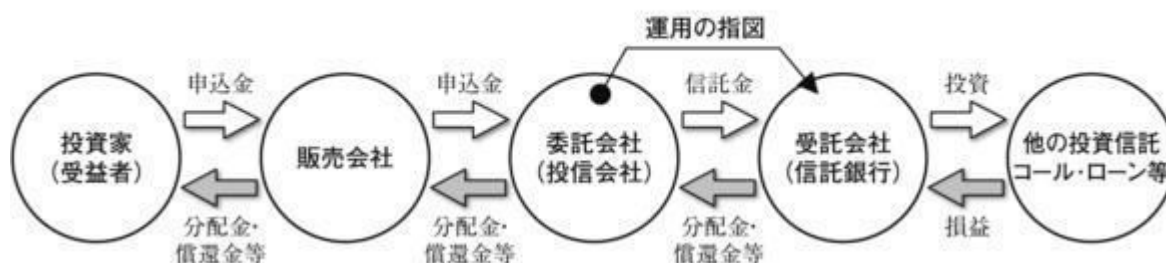 運用の指図
申込金
申込金
信託金
投資
投資家
(受益者)
販売会社
委託会社
(投信会社)
受託会社
(信託銀行)
他の投資信託
コール・ローン等
分配金・
償還金等
分配金・
償還金等
分配金・
償還金等
損益